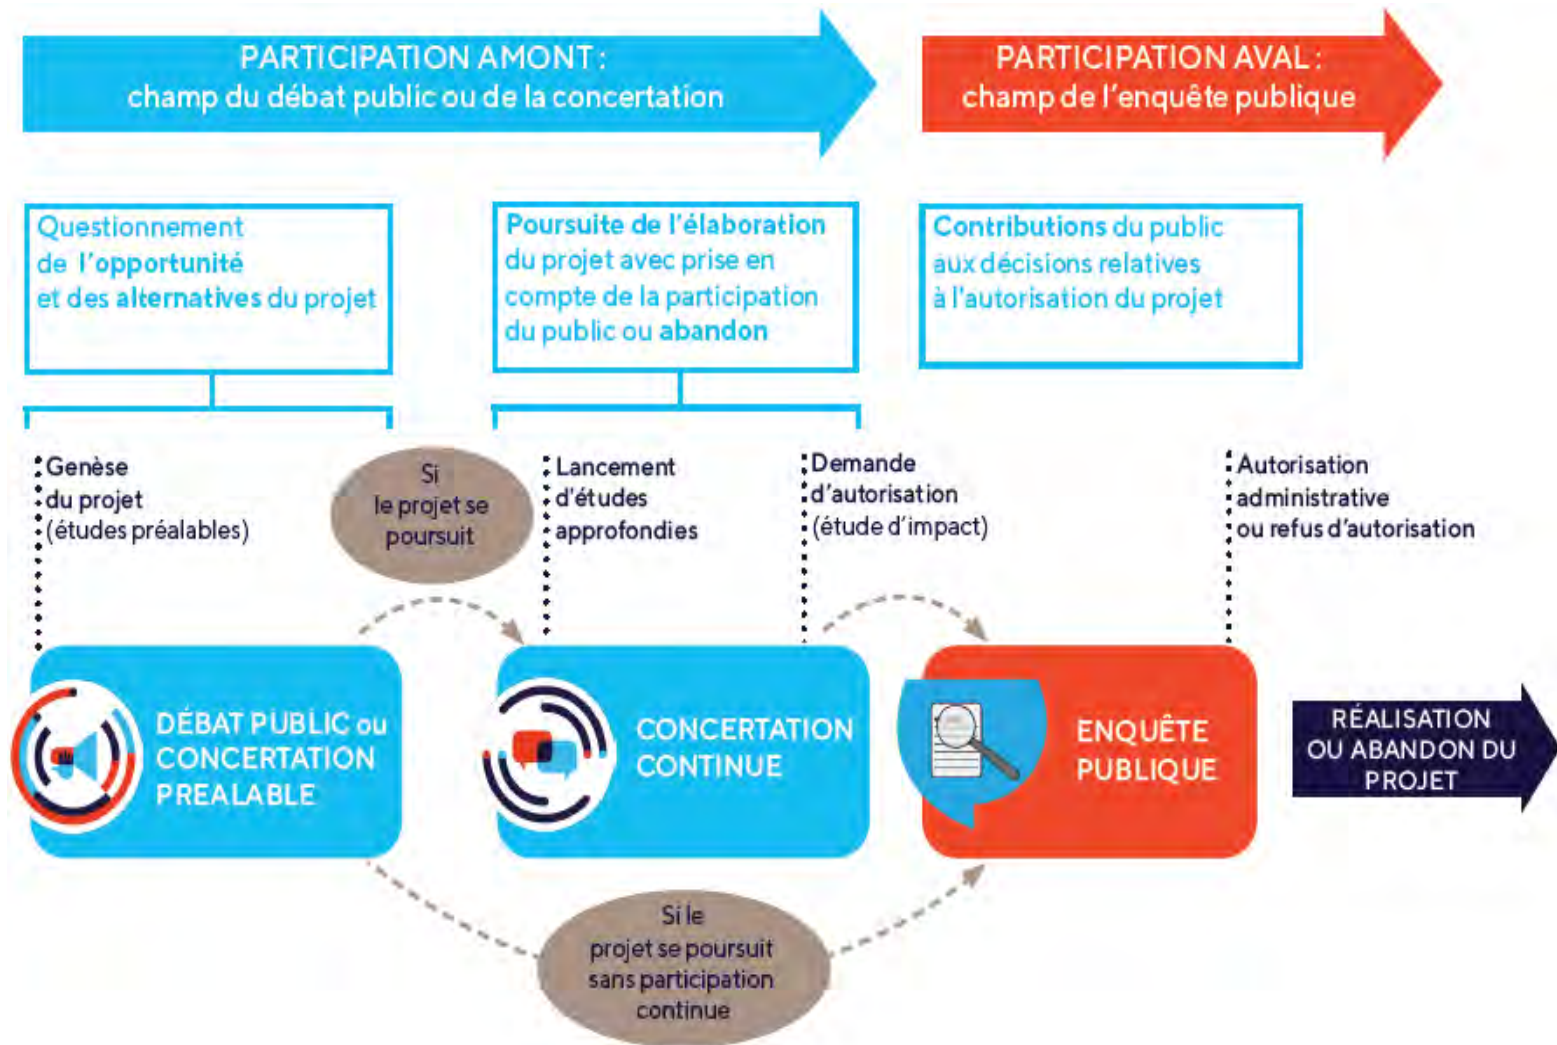 PARTICIPATION AMONT :
champ du débat public ou de la concertation
PARTICIPATION AVAL :
champ de l'enquête publique
Questionnement
de l'opportunité
et des alternatives du projet
Poursuite de l'élaboration
du projet avec prise en
compte de la participation
du public ou abandon
Contributions du public
aux décisions relatives
à l'autorisation du projet
Genèse
du projet
(études préalables)
Si
le projet se
poursuit
Lancement
d'études
approfondies
Demande
d'autorisation
(étude d'impact)
Autorisation
administrative
ou refus d'autorisation
DÉBAT PUBLIC ou
CONCERTATION
PREALABLE
CONCERTATION
CONTINUE
ENQUÊTE
PUBLIQUE
RÉALISATION
OU ABANDON DU
PROJET
Si le
projet se poursuit
sans participation
continue